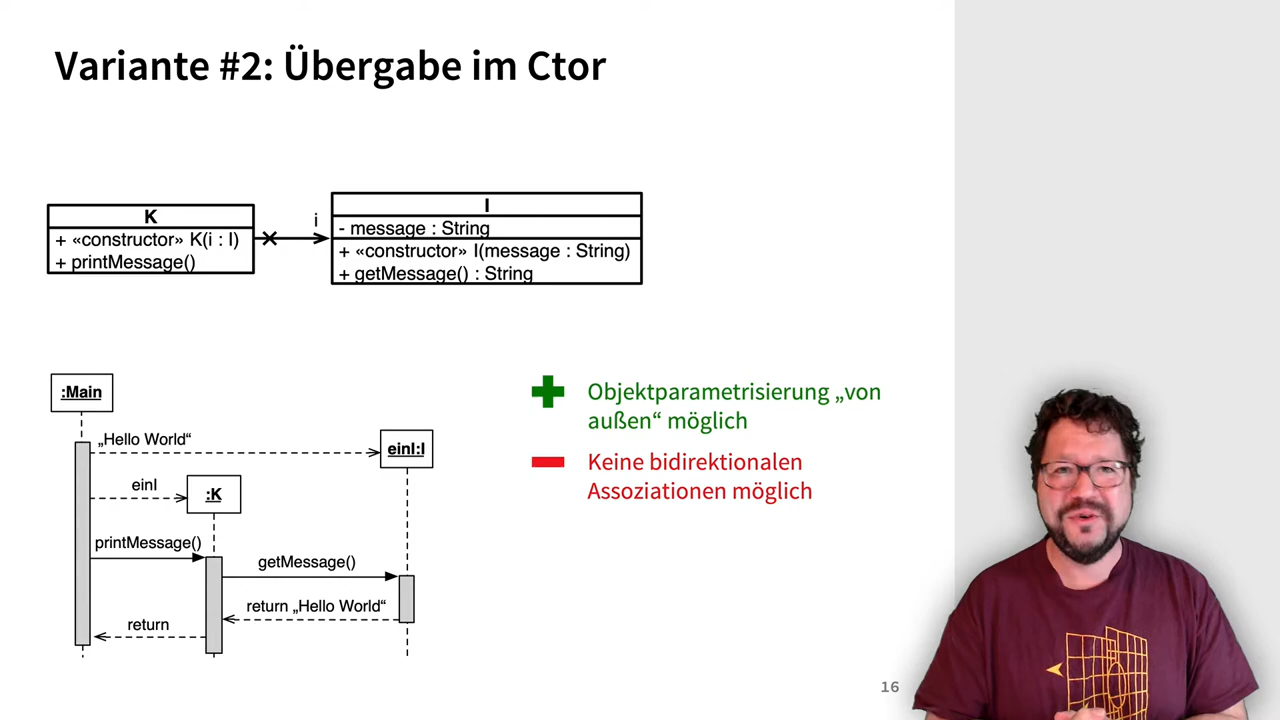 Variante #2: Übergabe im Ctor
K
+ «constructor» K(i : I)
+ printMessage()
i
I
- message : String
+ «constructor» I(message : String)
+ getMessage() : String
:Main
„Hello World“
einI:I
einI
:K
printMessage()
getMessage()
return „Hello World“
return
Objektparametrisierung „von
außen“ möglich
Keine bidirektionalen
Assoziationen möglich
16